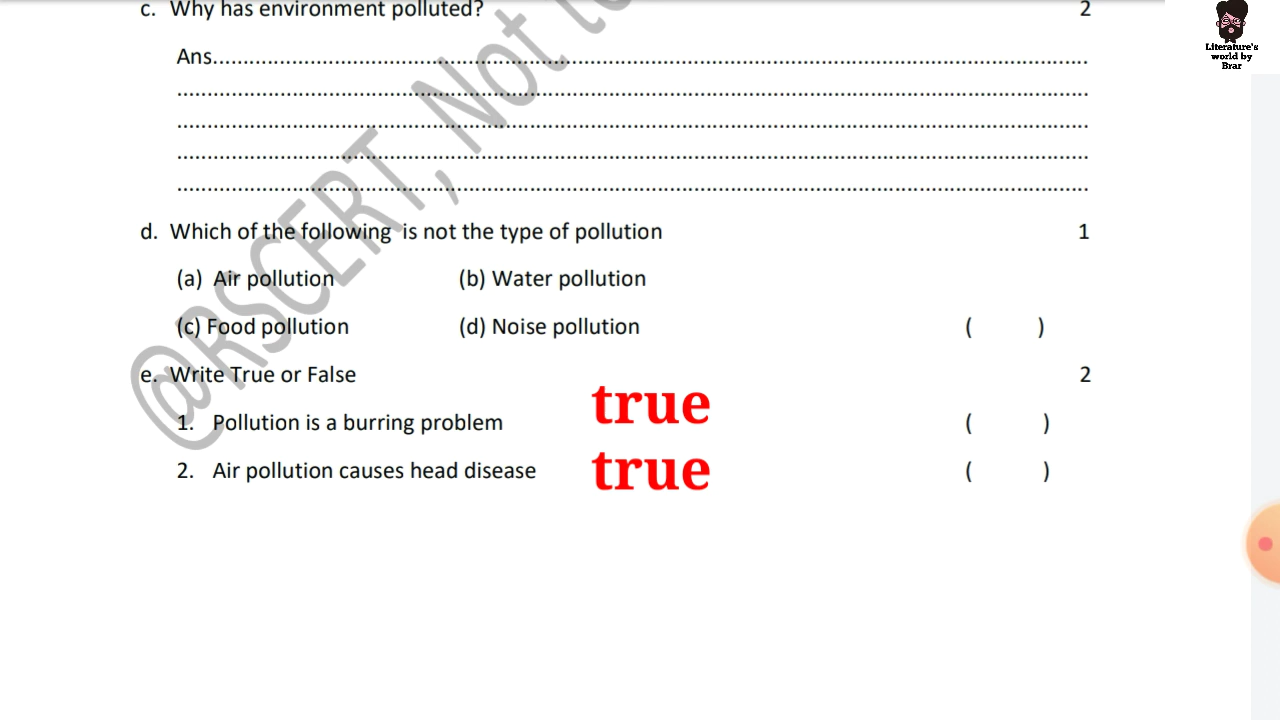 c. Why has environment polluted? 2
Ans..........................................................................................
..........................................................................................
..........................................................................................
..........................................................................................
..........................................................................................
d. Which of the following is not the type of pollution 1
(a) Air pollution (b) Water pollution
(c) Food pollution (d) Noise pollution ( )
e. Write True or False 2
1. Pollution is a burring problem true ( )
2. Air pollution causes head disease true ( )
@RSCERT, Not to
Literature's
world by
Brar